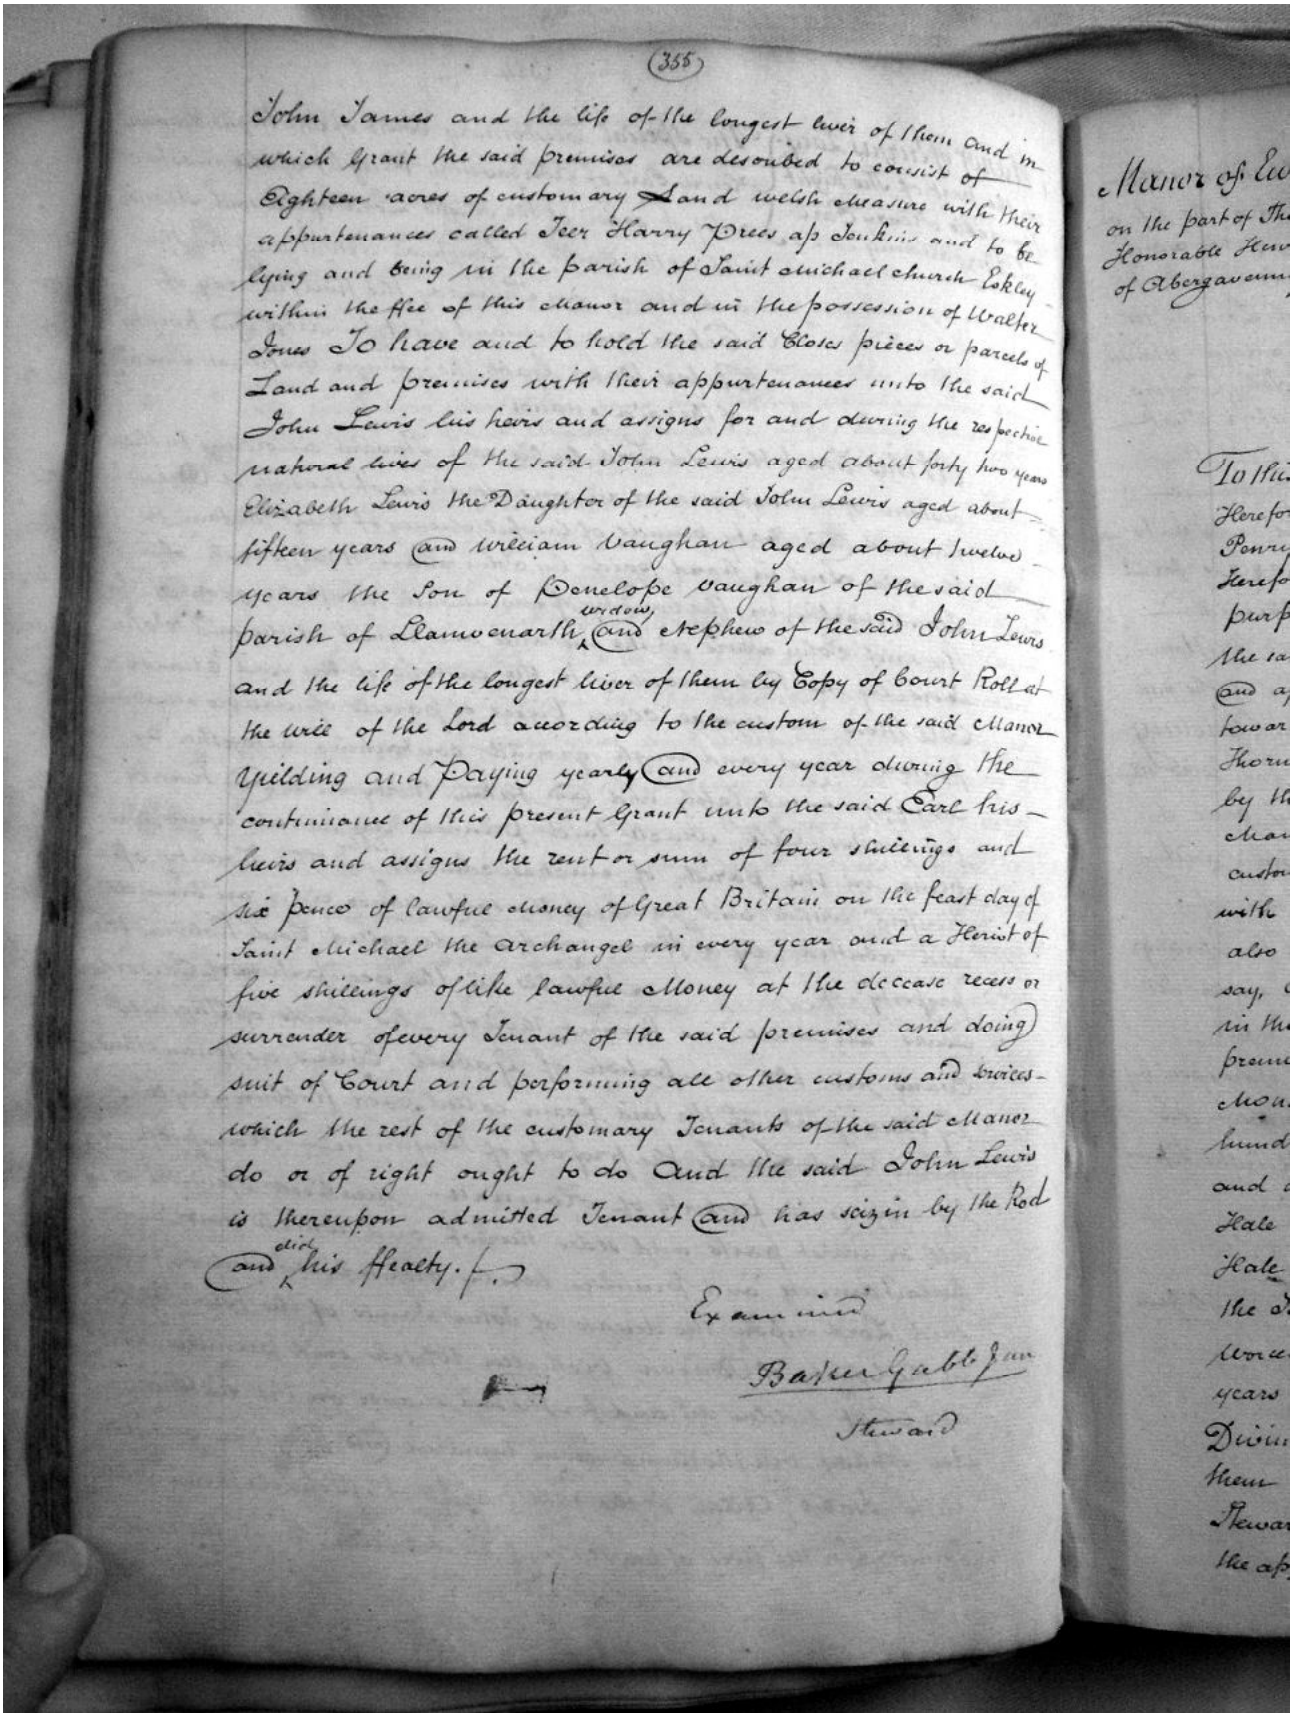 355
John James and the life of the longest liver of them and in
which Grant the said premises are described to consist of
Eighteen acres of customary Land welsh Measure with their
appurtenances called Teer Harry Prees ap Jenkins and to be
lying and being in the parish of Saint Michael church Eskley
within the ffee of this Manor and in the possession of Walter
Jones To have and to hold the said Closes pieces or parcels of
Land and premises with their appurtenances unto the said
John Lewis his heirs and assigns for and during the respective
natural lives of the said John Lewis aged about forty two years
Elizabeth Lewis the Daughter of the said John Lewis aged about
fifteen years and William Vaughan aged about twelve
years the Son of Penelope Vaughan of the said
widow
parish of Llanwenarth and Nephew of the said John Lewis
and the life of the longest liver of them by Copy of Court Roll at
the will of the Lord according to the custom of the said Manor
Yielding and Paying yearly and every year during the
continuance of this present Grant unto the said Earl his
heirs and assigns the rent or sum of four shillings and
six pence of lawful Money of Great Britain on the feast day of
Saint Michael the Archangel in every year and a Heriot of
five shillings of like lawful Money at the decease recess or
surrender of every Tenant of the said premises and doing
suit of Court and performing all other customs and services
which the rest of the customary Tenants of the said Manor
do or of right ought to do And the said John Lewis
is thereupon admitted Tenant and has seizin by the Rod
did
and his ffealty.
Examined
Baker Gabb Jun
Steward
Manor of
on the part of
Honorable
of
To this
the
and
by the
with
also
say,
in the
and
Hale
Hale
the
years
them
the